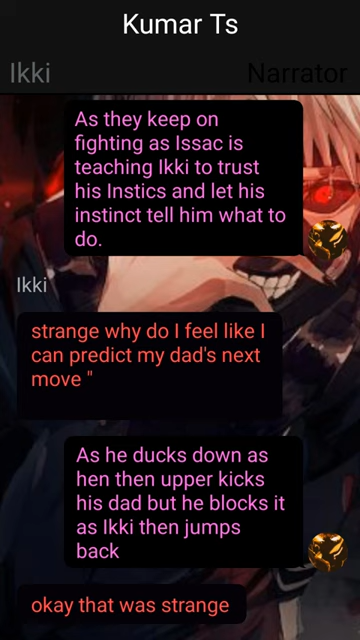 Kumar Ts
Ikki
Narrator
As they keep on
fighting as Issac is
teaching Ikki to trust
his Instics and let his
instinct tell him what to
do.
Ikki
strange why do I feel like I
can predict my dad's next
move "
As he ducks down as
hen then upper kicks
his dad but he blocks it
as Ikki then jumps
back
okay that was strange